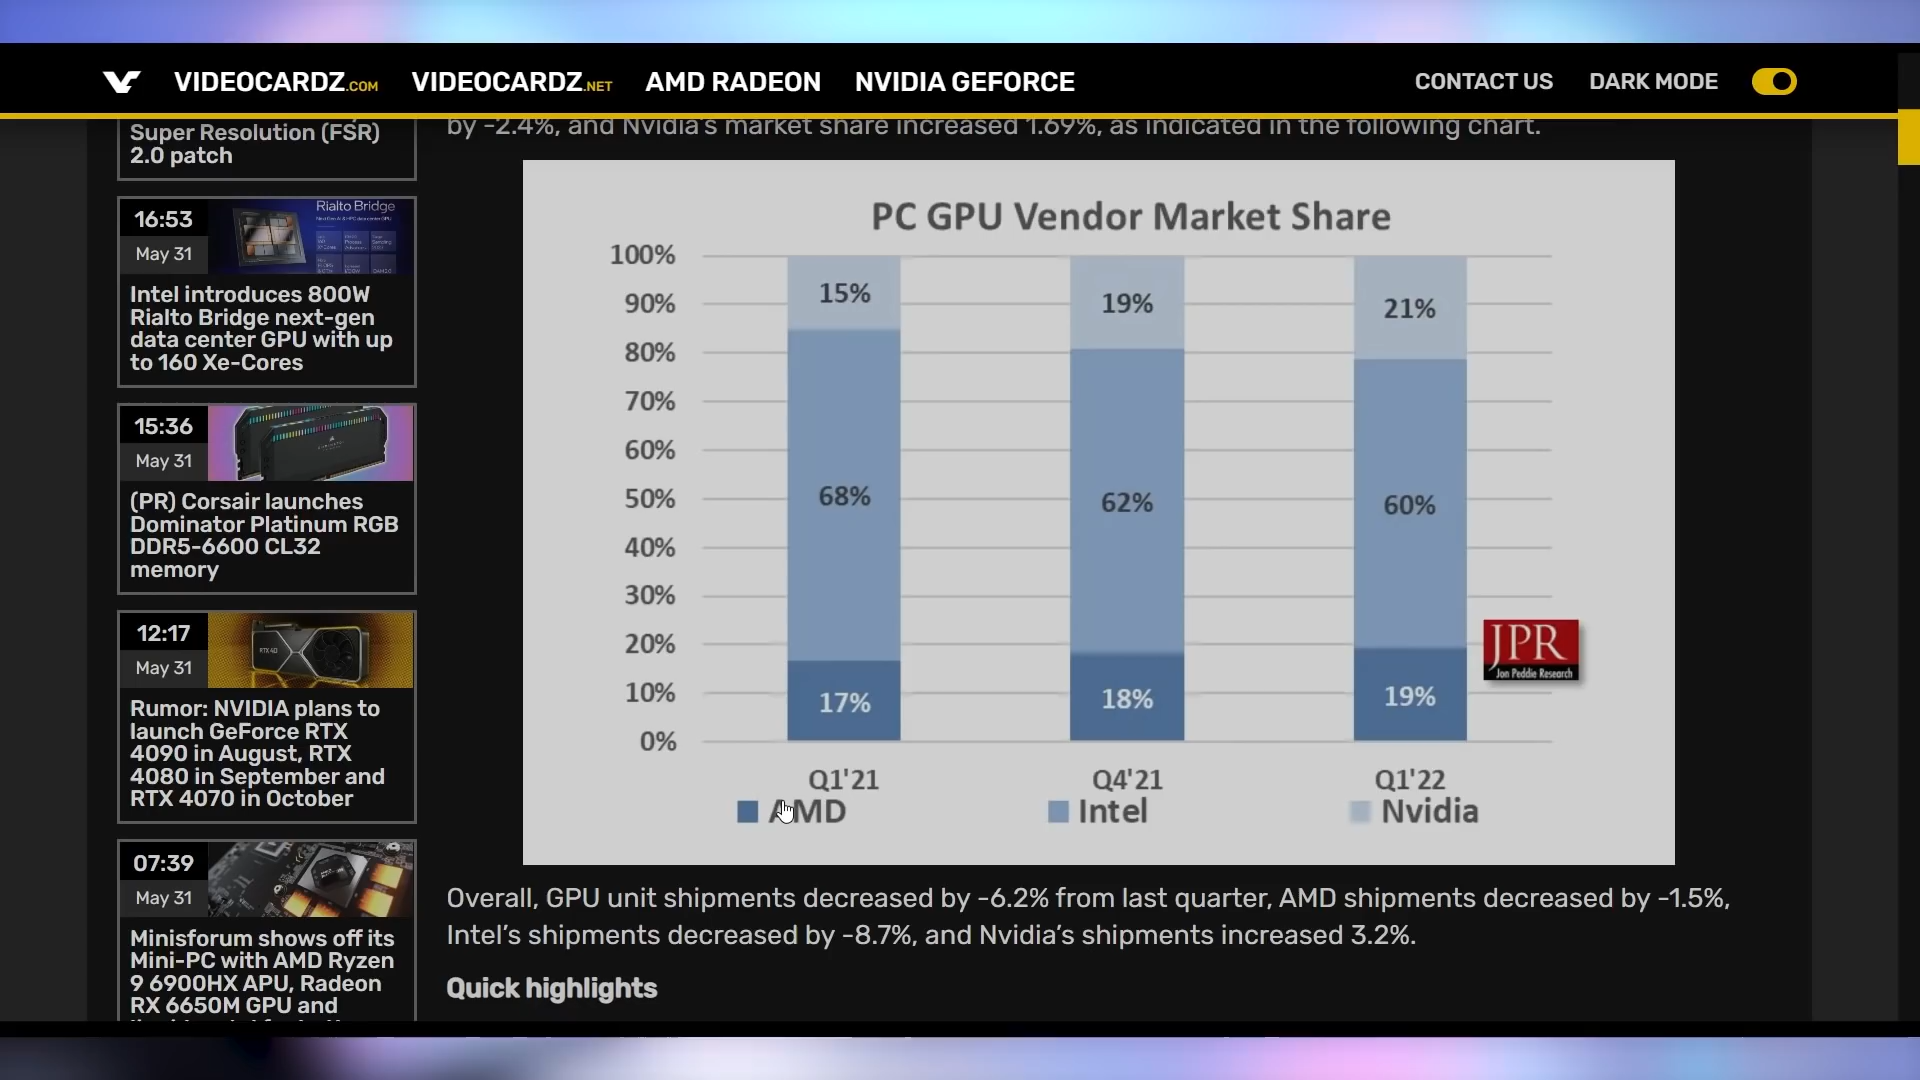 VIDEOCARDZ.COM VIDEOCARDZ.NET AMD RADEON NVIDIA GEFORCE CONTACT US DARK MODE
Super Resolution (FSR)
2.0 patch
16:53
May 31
Rialto Bridge
Intel introduces 800W
Rialto Bridge next-gen
data center GPU with up
to 160 Xe-Cores
15:36
May 31
(PR) Corsair launches
Dominator Platinum RGB
DDR5-6600 CL32
memory
12:17
May 31
RTX 40
Rumor: NVIDIA plans to
launch GeForce RTX
4090 in August, RTX
4080 in September and
RTX 4070 in October
07:39
May 31
Minisforum shows off its
Mini-PC with AMD Ryzen
9 6900HX APU, Radeon
RX 6650M GPU and
by -2.4%, and Nvidia's market share increased 1.69%, as indicated in the following chart.
PC GPU Vendor Market Share
100%
90%
80%
70%
60%
50%
40%
30%
20%
10%
0%
15% 19% 21%
68% 62% 60%
17% 18% 19%
JPR
Jon Peddie Research
Q1'21 Q4'21 Q1'22
AMD Intel Nvidia
Overall, GPU unit shipments decreased by -6.2% from last quarter, AMD shipments decreased by -1.5%,
Intel's shipments decreased by -8.7%, and Nvidia's shipments increased 3.2%.
Quick highlights